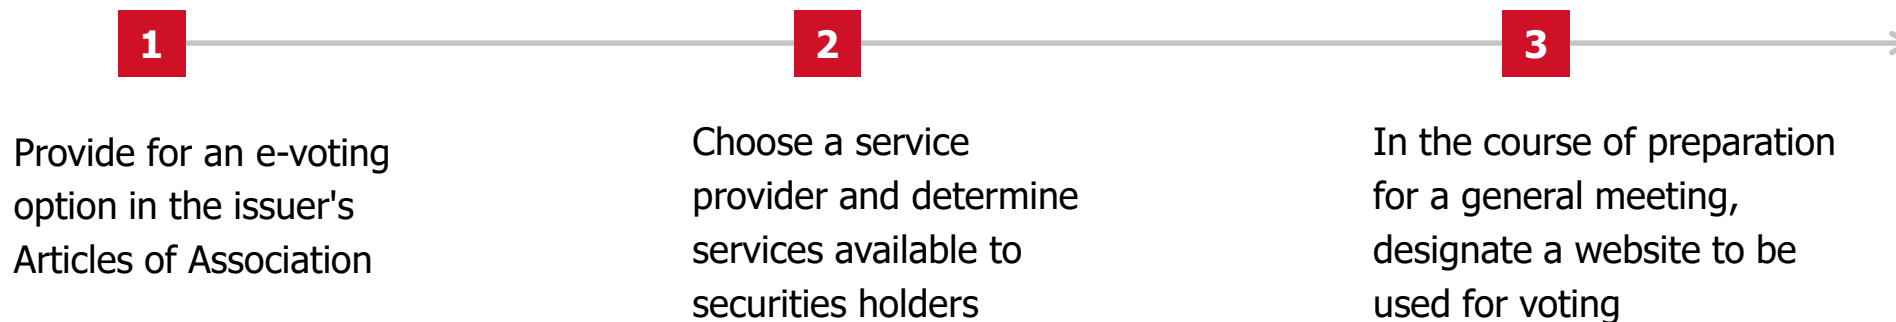 1
Provide for an e-voting
option in the issuer's
Articles of Association
2
Choose a service
provider and determine
services available to
securities holders
3
In the course of preparation
for a general meeting,
designate a website to be
used for voting